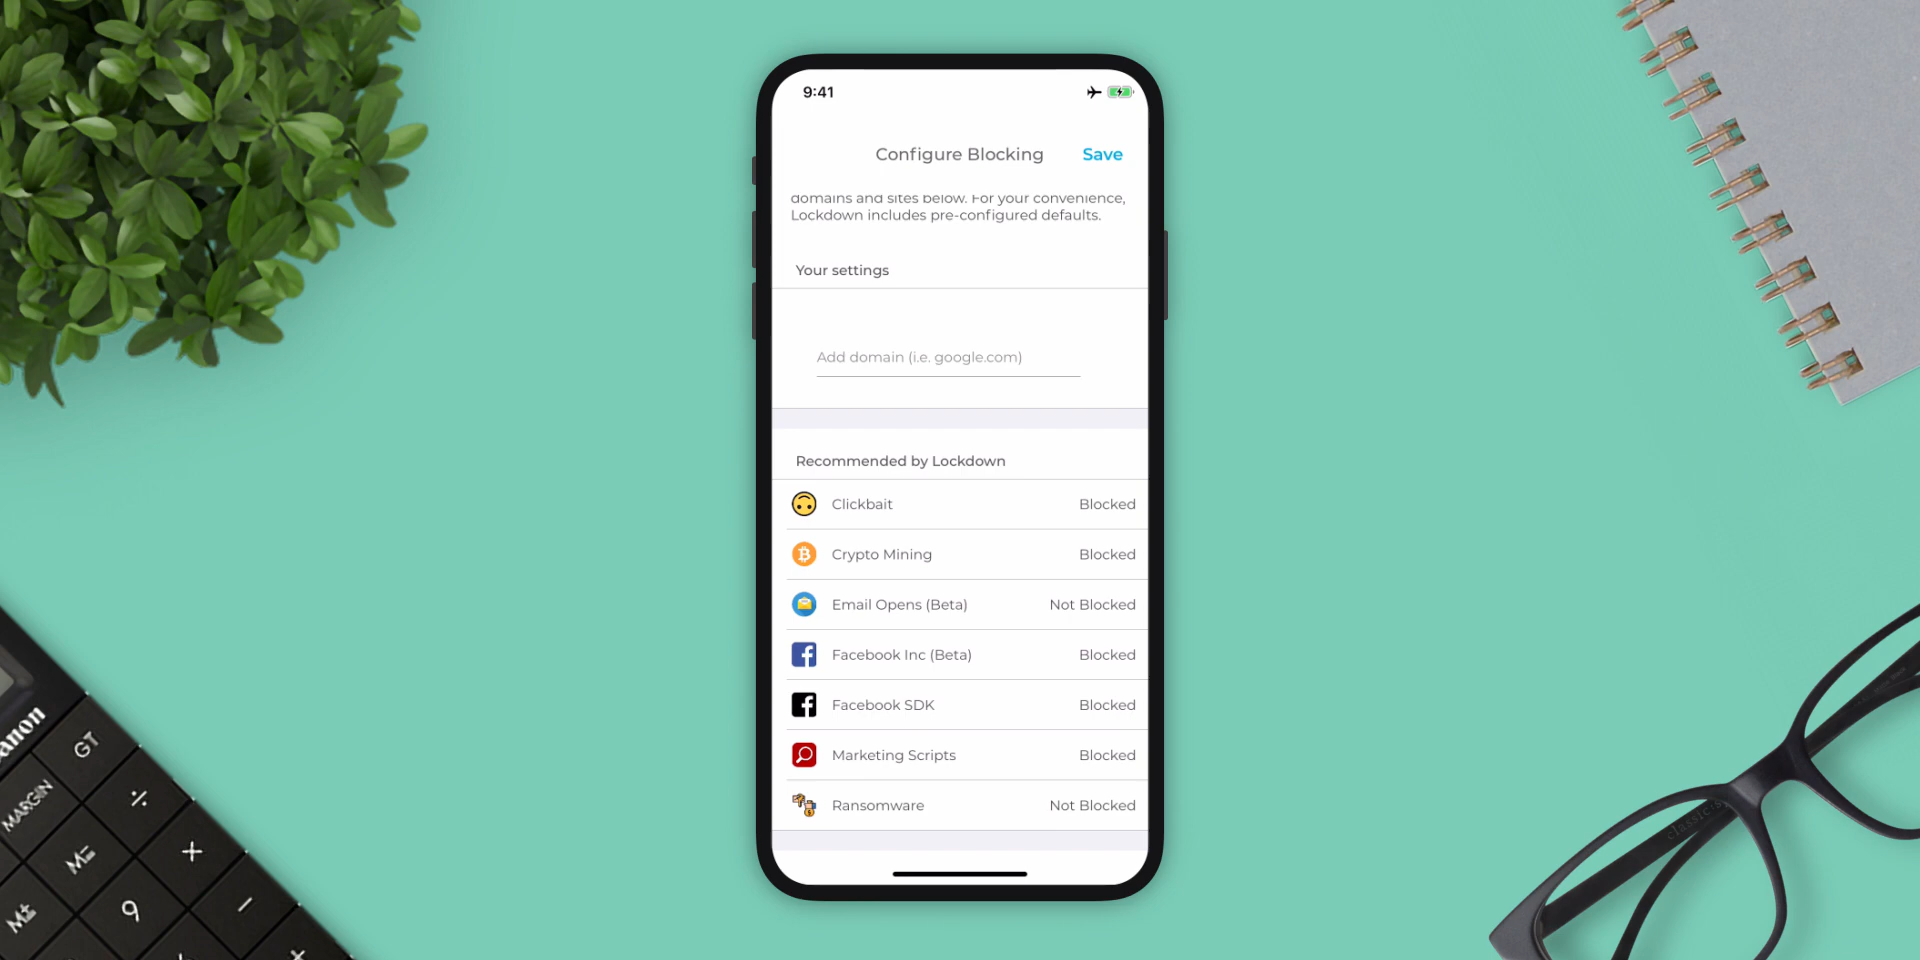 9:41
Configure Blocking
Save
domains and sites below. For your convenience,
Lockdown includes pre-configured defaults.
Your settings
Add domain (i.e. google.com)
Recommended by Lockdown
Clickbait Blocked
Crypto Mining Blocked
Email Opens (Beta) Not Blocked
Facebook Inc (Beta) Blocked
Facebook SDK Blocked
Marketing Scripts Blocked
Ransomware Not Blocked
anon
GT
MARGIN
÷
M=
×
M±
9
−
+
classic